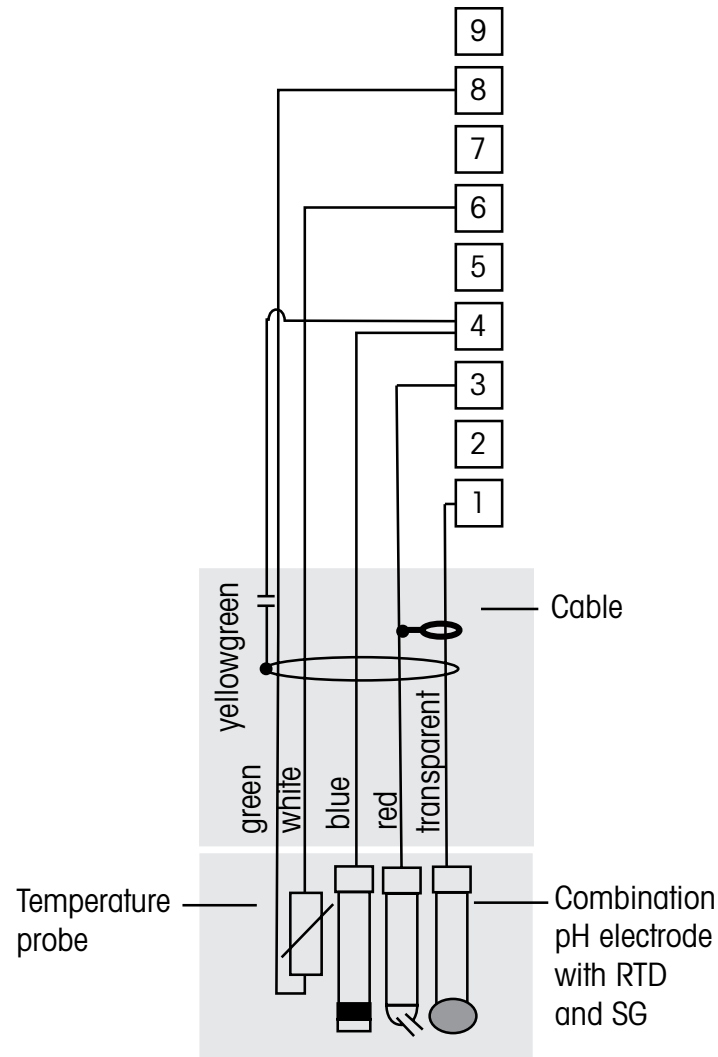 9
8
7
6
5
4
3
2
1
Cable
yellowgreen
green
white
blue
red
transparent
Temperature
probe
Combination
pH electrode
with RTD
and SG